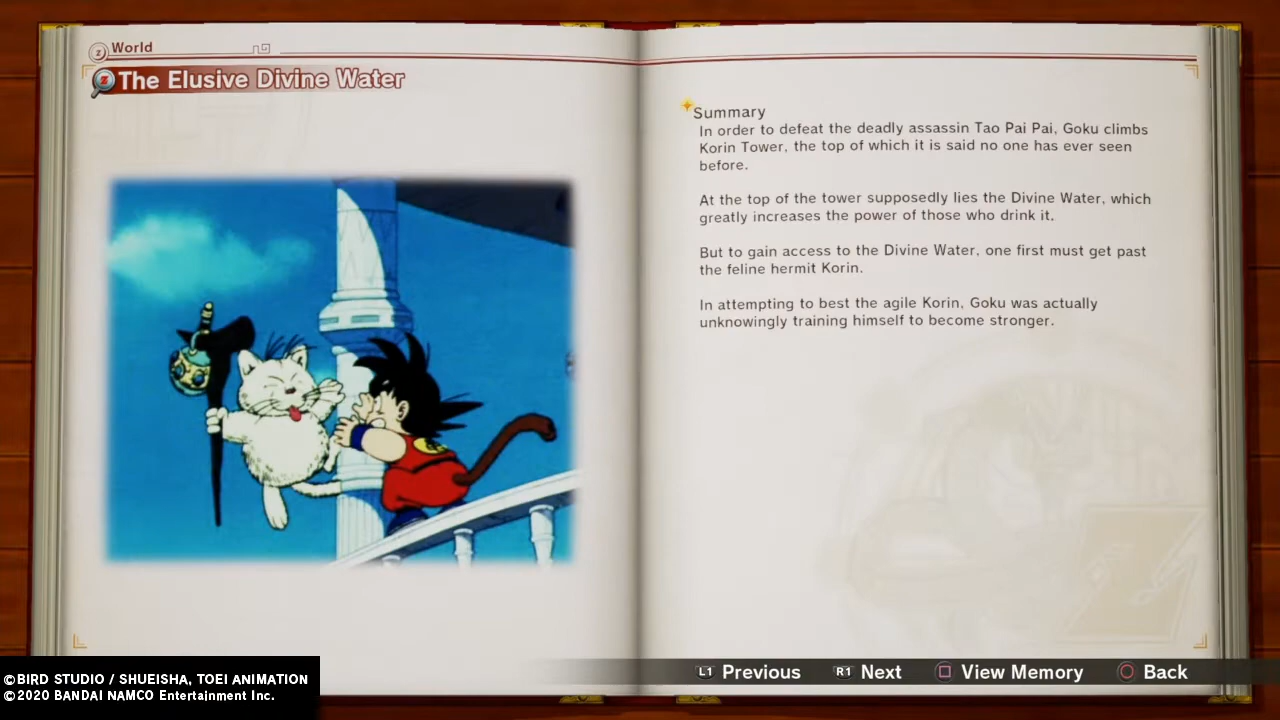 World
The Elusive Divine Water
Summary
In order to defeat the deadly assassin Tao Pai Pai, Goku climbs
Korin Tower, the top of which it is said no one has ever seen
before.
At the top of the tower supposedly lies the Divine Water, which
greatly increases the power of those who drink it.
But to gain access to the Divine Water, one first must get past
the feline hermit Korin.
In attempting to best the agile Korin, Goku was actually
unknowingly training himself to become stronger.
L1 Previous R1 Next View Memory Back
©BIRD STUDIO / SHUEISHA, TOEI ANIMATION
©2020 BANDAI NAMCO Entertainment Inc.